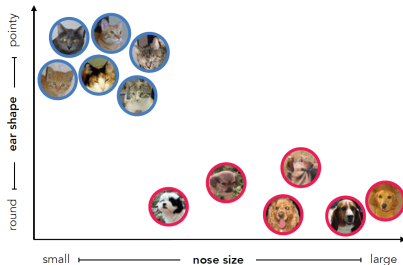 pointy
ear shape
round
small
nose size
large